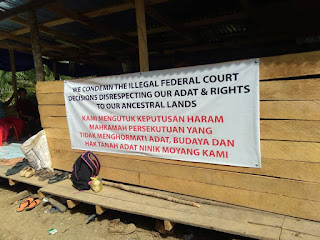 WE CONDEMN THE ILLEGAL FEDERAL COURT
DECISIONS DISRESPECTING OUR ADAT & RIGHTS
TO OUR ANCESTRAL LANDS
KAMI MENGUTUK KEPUTUSAN HARAM
MAHKAMAH PERSEKUTUAN YANG
TIDAK MENGHORMATI ADAT, BUDAYA DAN
HAK TANAH ADAT NINIK MOYANG KAMI